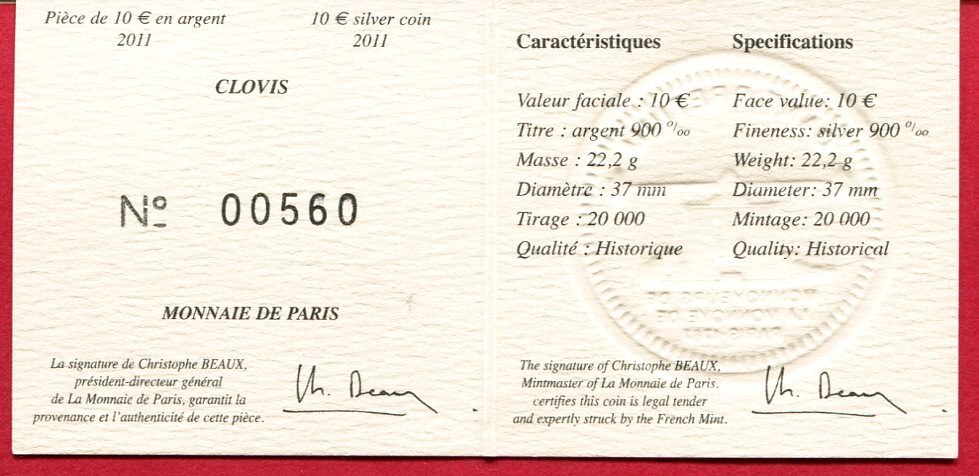 Pièce de 10 € en argent
2011
10 € silver coin
2011
CLOVIS
Nº 00560
MONNAIE DE PARIS
La signature de Christophe BEAUX,
président-directeur général
de La Monnaie de Paris, garantit la
provenance et l'authenticité de cette pièce.
Ch. Beaux
Caractéristiques
Valeur faciale : 10 €
Titre : argent 900 ‰
Masse : 22,2 g
Diamètre : 37 mm
Tirage : 20 000
Qualité : Historique
Specifications
Face value: 10 €
Fineness: silver 900 ‰
Weight: 22,2 g
Diameter: 37 mm
Mintage: 20 000
Quality: Historical
The signature of Christophe BEAUX,
Mintmaster of La Monnaie de Paris.
certifies this coin is legal tender
and expertly struck by the French Mint.
Ch. Beaux